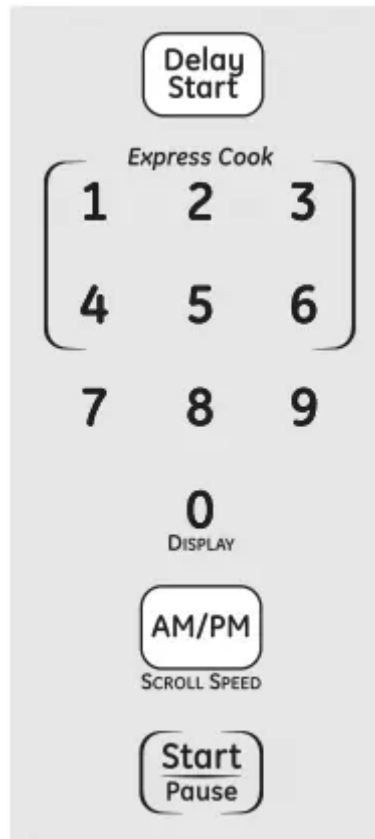 Delay
Start
Express Cook
1 2 3
4 5 6
7 8 9
0
DISPLAY
AM/PM
SCROLL SPEED
Start
Pause